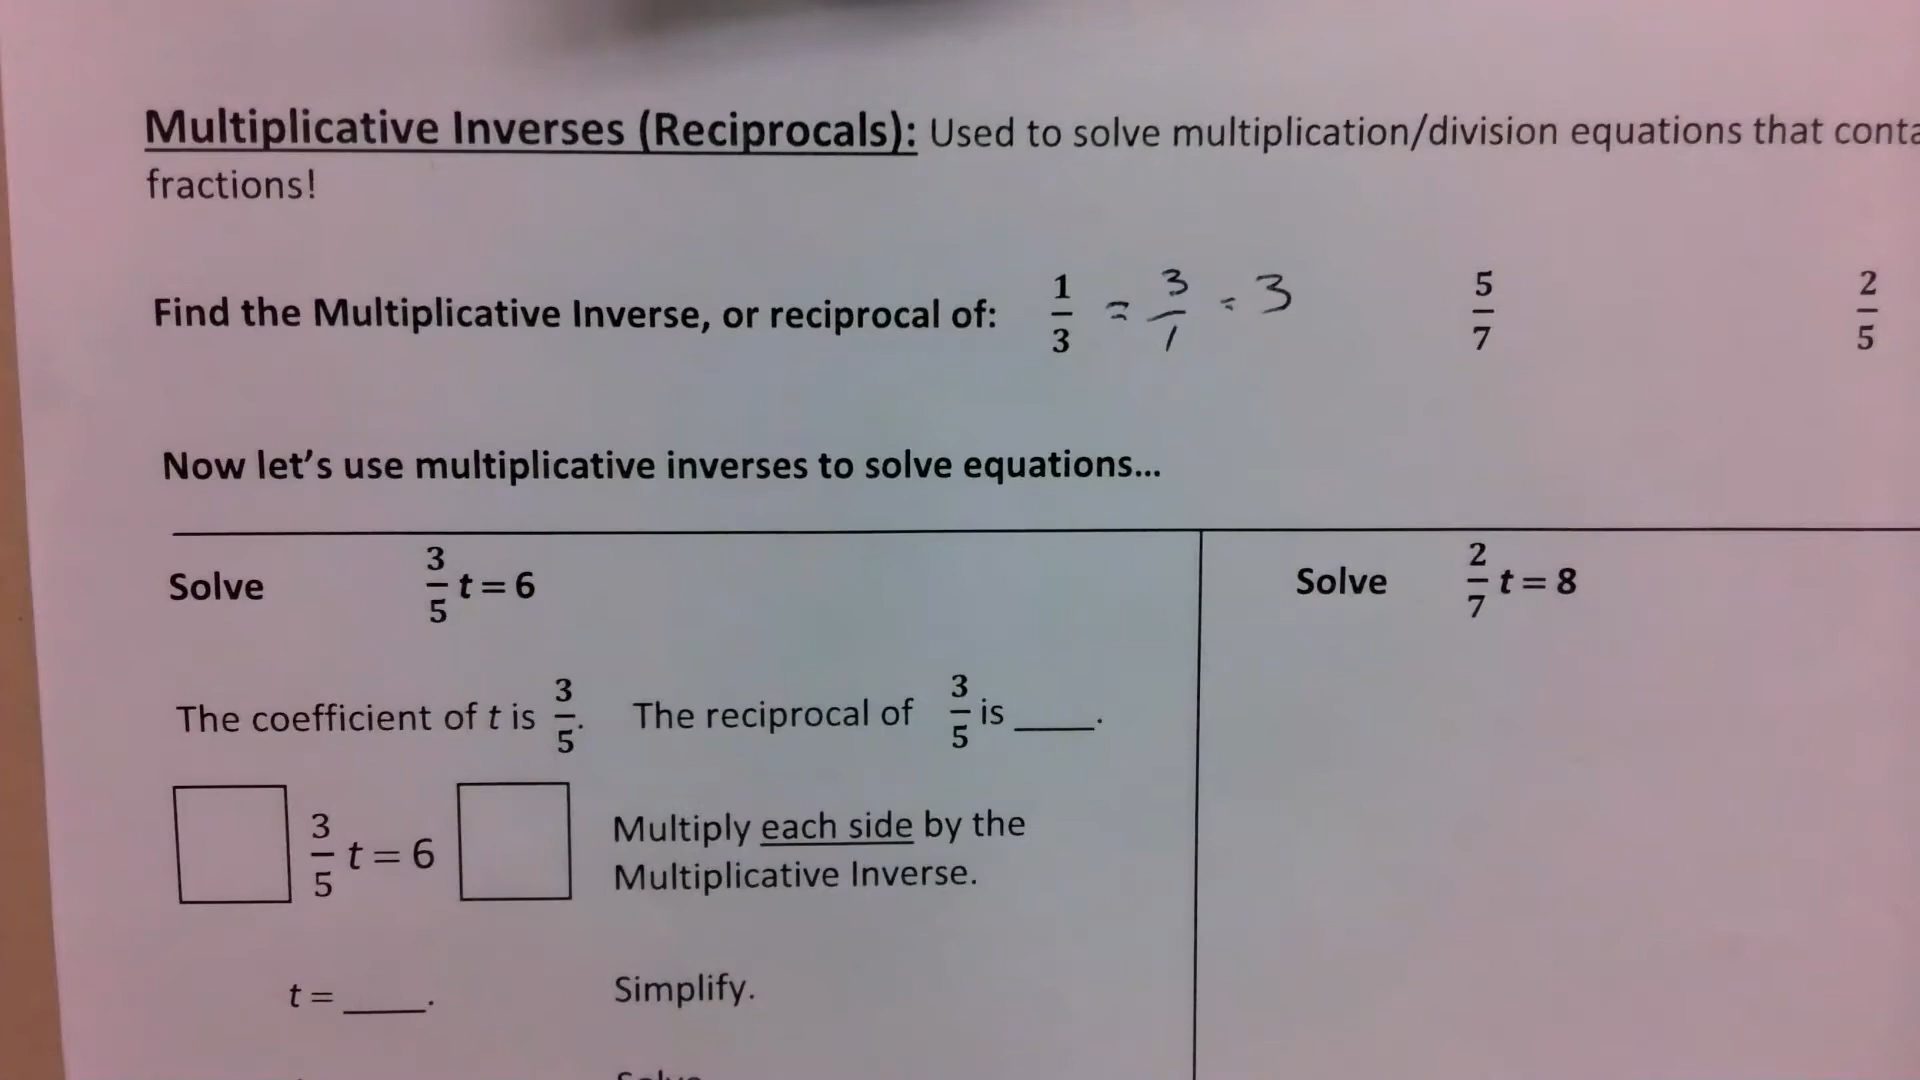 Multiplicative Inverses (Reciprocals): Used to solve multiplication/division equations that
fractions!
Find the Multiplicative Inverse, or reciprocal of: 1/3 = 3/1 = 3 5/7 2/5
Now let's use multiplicative inverses to solve equations...
Solve 3/5 t = 6 Solve 2/7 t = 8
The coefficient of t is 3/5. The reciprocal of 3/5 is ____.
3/5 t = 6 Multiply each side by the
Multiplicative Inverse.
t = ____. Simplify.